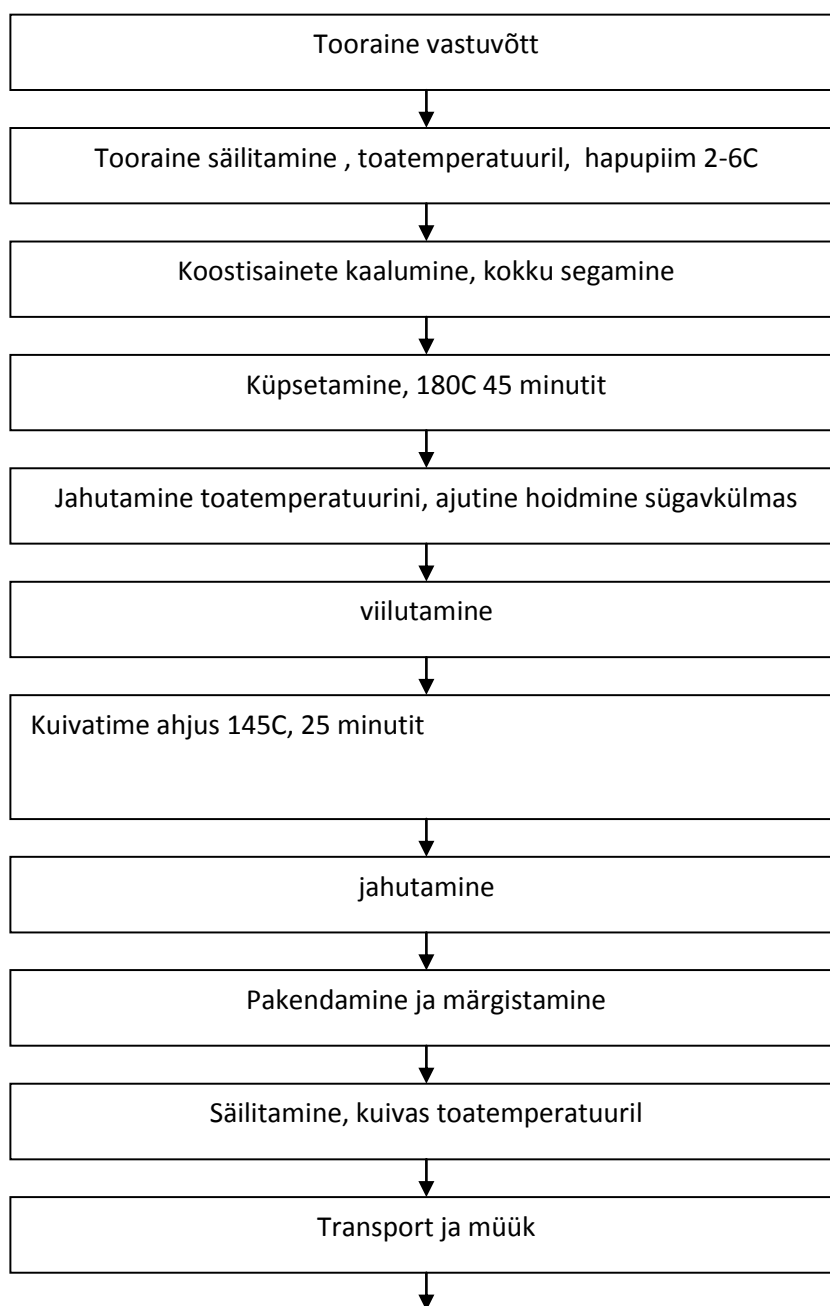 Tooraine vastuvõtt
Tooraine säilitamine , toatemperatuuril, hapupiim 2-6C
Koostisainete kaalumine, kokku segamine
Küpsetamine, 180C 45 minutit
Jahutamine toatemperatuurini, ajutine hoidmine sügavkülmas
viilutamine
Kuivatime ahjus 145C, 25 minutit
jahutamine
Pakendamine ja märgistamine
Säilitamine, kuivas toatemperatuuril
Transport ja müük